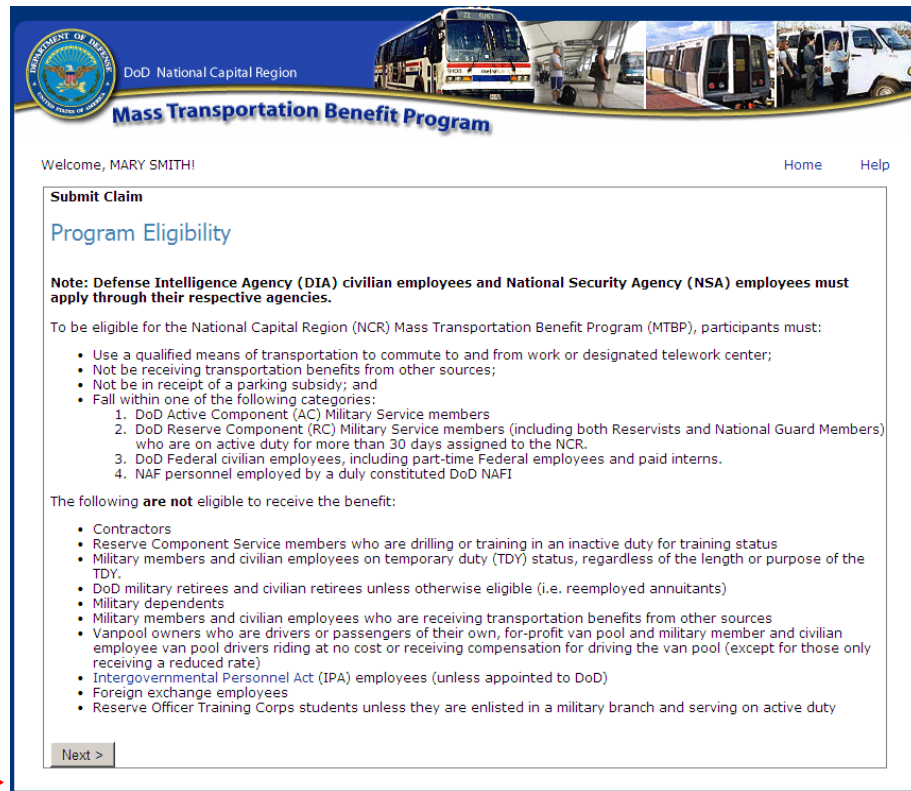 DEPARTMENT OF DEFENSE
UNITED STATES OF AMERICA
DoD National Capital Region
Mass Transportation Benefit Program
Welcome, MARY SMITH!
Home Help
Submit Claim
Program Eligibility
Note: Defense Intelligence Agency (DIA) civilian employees and National Security Agency (NSA) employees must
apply through their respective agencies.
To be eligible for the National Capital Region (NCR) Mass Transportation Benefit Program (MTBP), participants must:
• Use a qualified means of transportation to commute to and from work or designated telework center;
• Not be receiving transportation benefits from other sources;
• Not be in receipt of a parking subsidy; and
• Fall within one of the following categories:
1. DoD Active Component (AC) Military Service members
2. DoD Reserve Component (RC) Military Service members (including both Reservists and National Guard Members)
who are on active duty for more than 30 days assigned to the NCR.
3. DoD Federal civilian employees, including part-time Federal employees and paid interns.
4. NAF personnel employed by a duly constituted DoD NAFI
The following are not eligible to receive the benefit:
• Contractors
• Reserve Component Service members who are drilling or training in an inactive duty for training status
• Military members and civilian employees on temporary duty (TDY) status, regardless of the length or purpose of the
TDY.
• DoD military retirees and civilian retirees unless otherwise eligible (i.e. reemployed annuitants)
• Military dependents
• Military members and civilian employees who are receiving transportation benefits from other sources
• Vanpool owners who are drivers or passengers of their own, for-profit van pool and military member and civilian
employee van pool drivers riding at no cost or receiving compensation for driving the van pool (except for those only
receiving a reduced rate)
• Intergovernmental Personnel Act (IPA) employees (unless appointed to DoD)
• Foreign exchange employees
• Reserve Officer Training Corps students unless they are enlisted in a military branch and serving on active duty
Next >